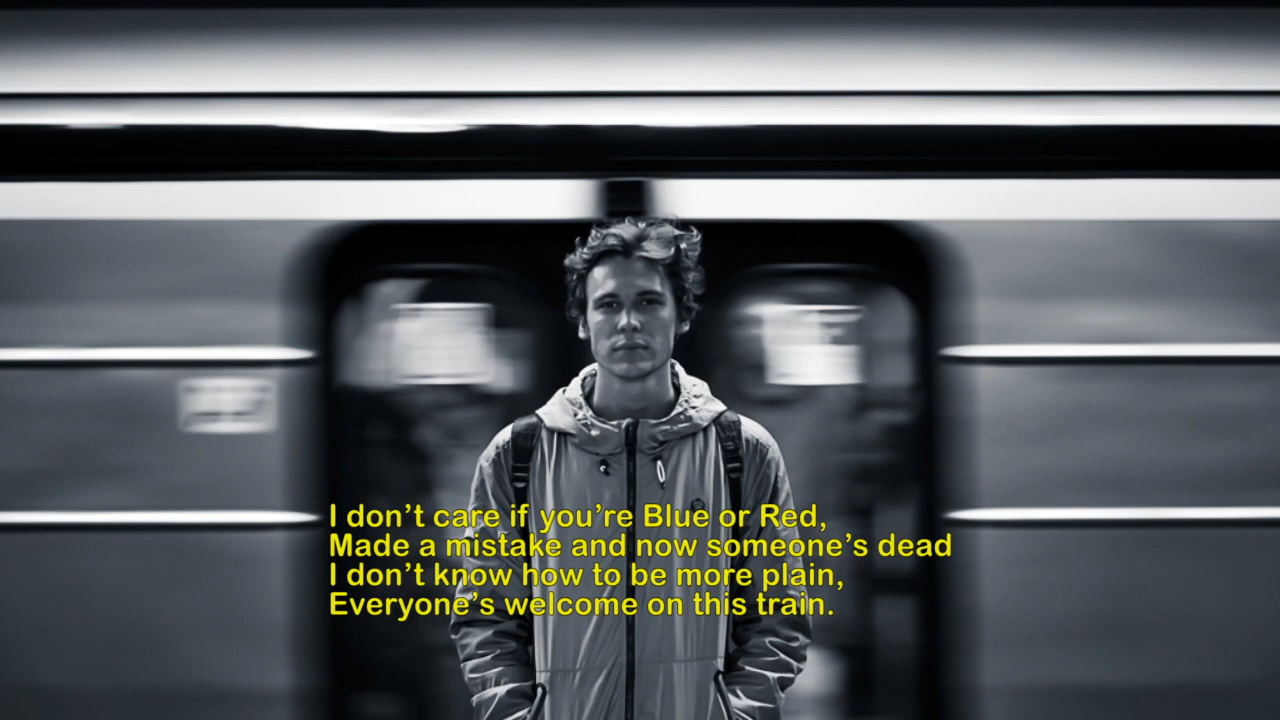 I don’t care if you’re Blue or Red,
Made a mistake and now someone’s dead
I don’t know how to be more plain,
Everyone’s welcome on this train.